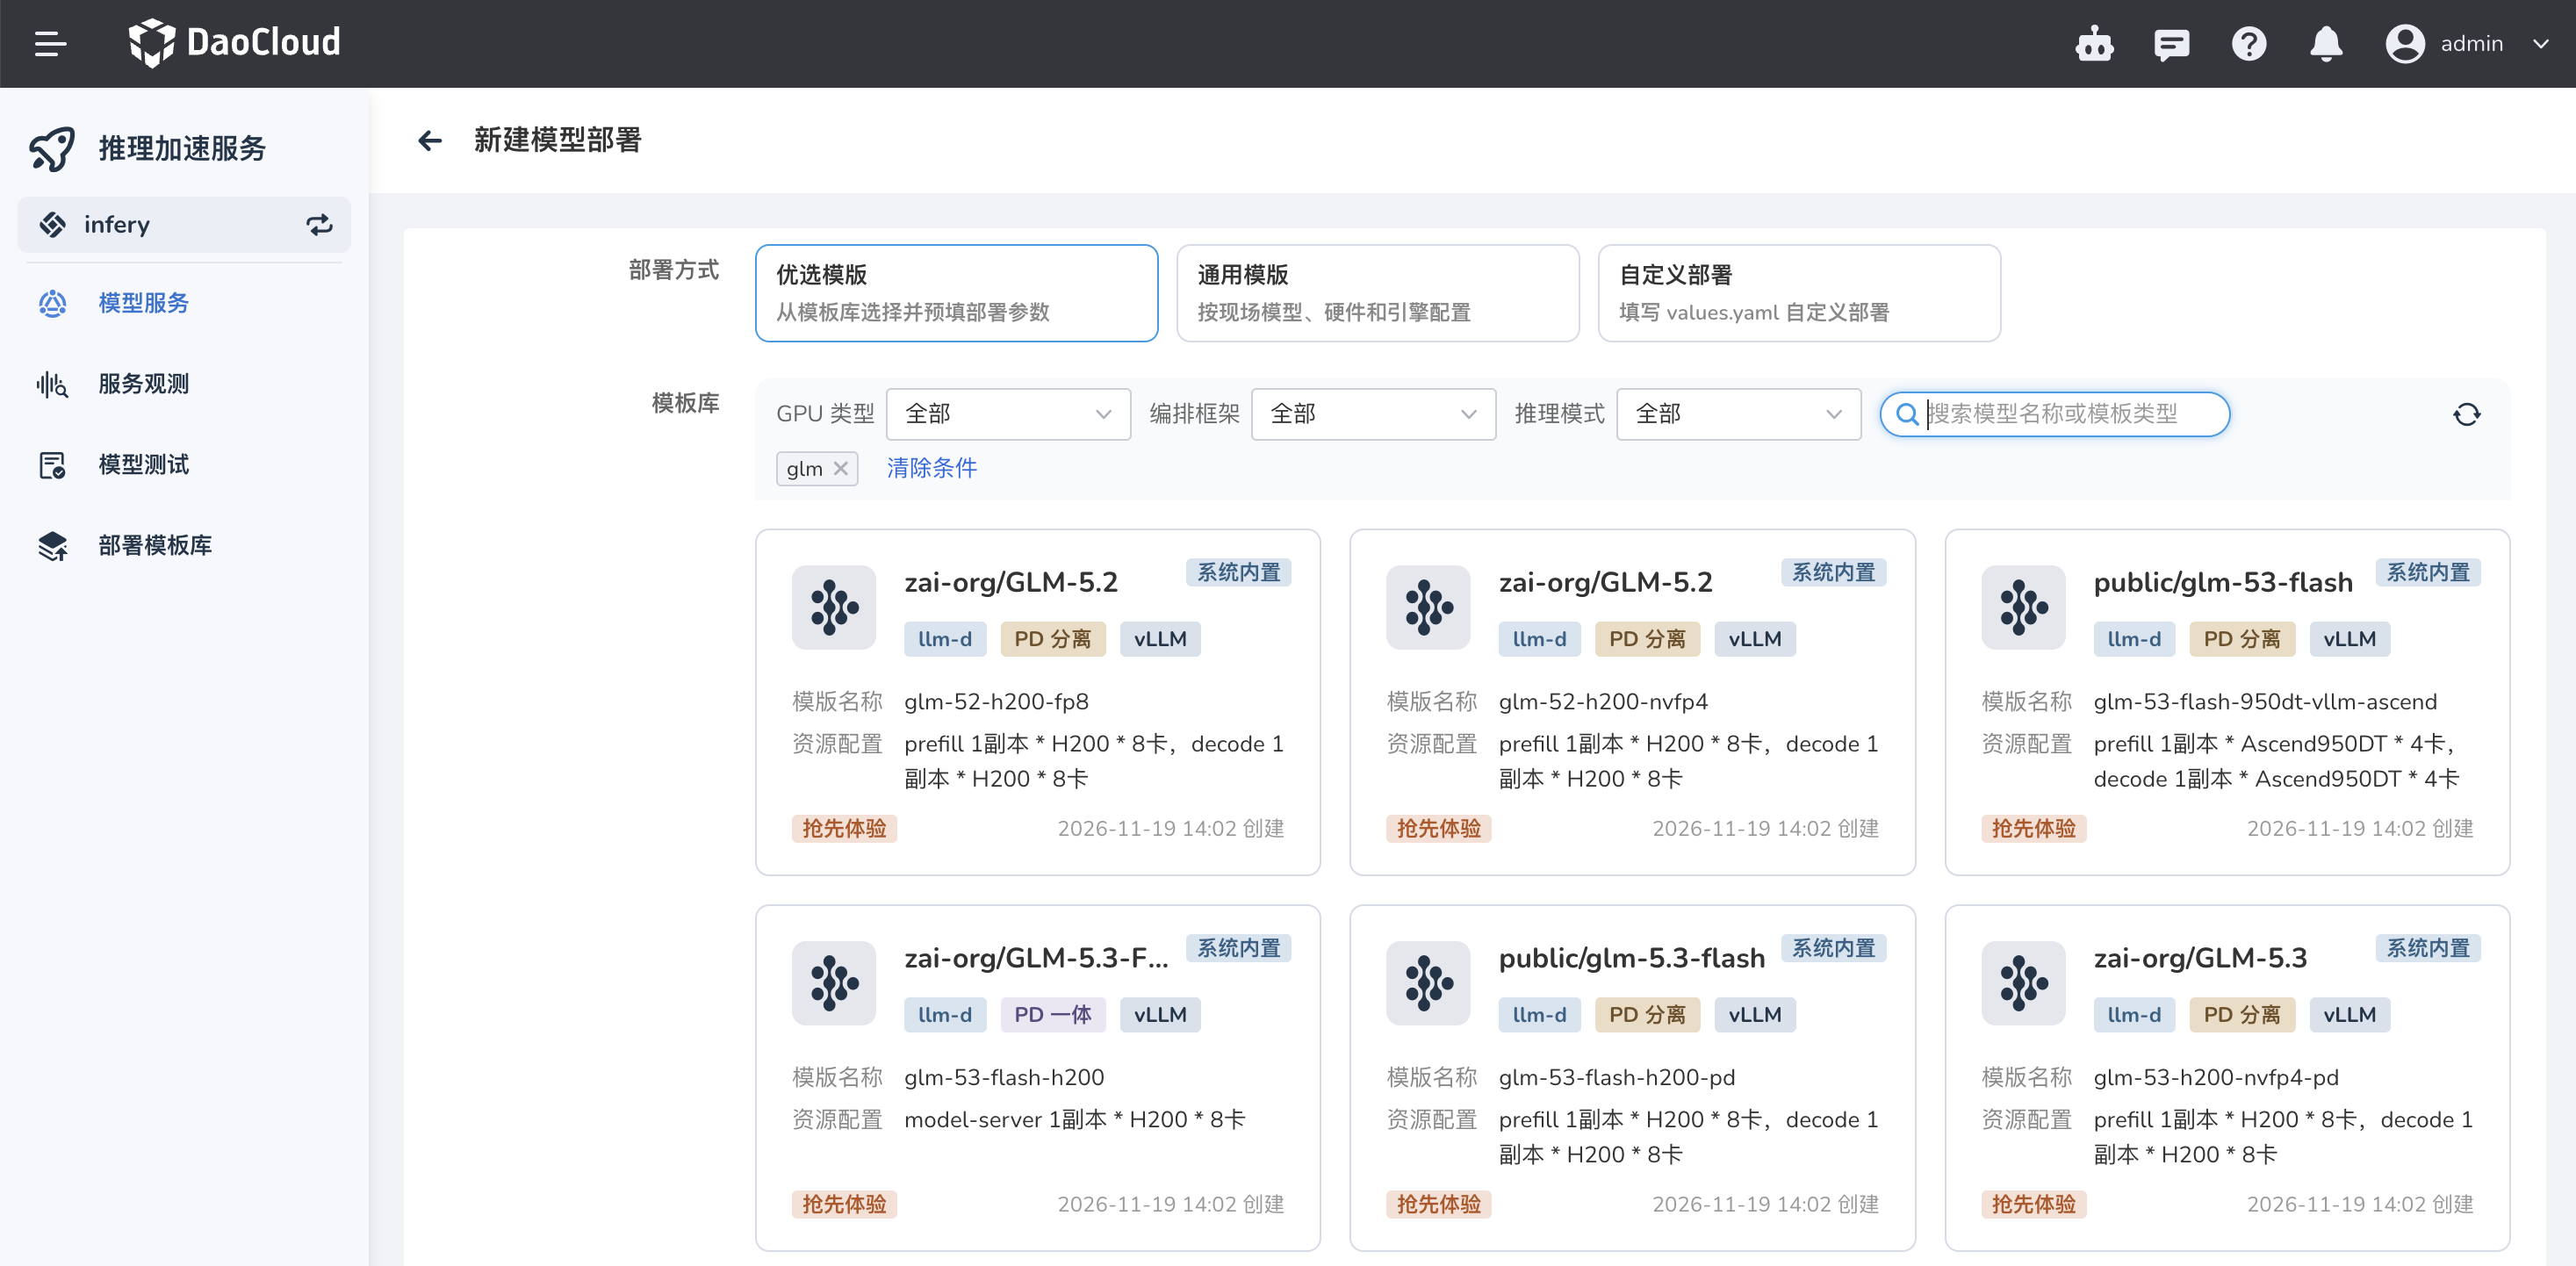 DaoCloud
admin
推理加速服务
infery
模型服务
服务观测
模型测试
部署模板库
新建模型部署
部署方式
优选模版
从模板库选择并预填部署参数
通用模版
按现场模型、硬件和引擎配置
自定义部署
填写 values.yaml 自定义部署
模板库
GPU 类型 全部 编排框架 全部 推理模式 全部 搜索模型名称或模板类型
glm 清除条件
zai-org/GLM-5.2 系统内置
llm-d PD 分离 vLLM
模版名称 glm-52-h200-fp8
资源配置 prefill 1副本 * H200 * 8卡，decode 1
副本 * H200 * 8卡
抢先体验 2026-11-19 14:02 创建
zai-org/GLM-5.2 系统内置
llm-d PD 分离 vLLM
模版名称 glm-52-h200-nvfp4
资源配置 prefill 1副本 * H200 * 8卡，decode 1
副本 * H200 * 8卡
抢先体验 2026-11-19 14:02 创建
public/glm-53-flash 系统内置
llm-d PD 分离 vLLM
模版名称 glm-53-flash-950dt-vllm-ascend
资源配置 prefill 1副本 * Ascend950DT * 4卡，
decode 1副本 * Ascend950DT * 4卡
抢先体验 2026-11-19 14:02 创建
zai-org/GLM-5.3-F... 系统内置
llm-d PD 一体 vLLM
模版名称 glm-53-flash-h200
资源配置 model-server 1副本 * H200 * 8卡
抢先体验 2026-11-19 14:02 创建
public/glm-5.3-flash 系统内置
llm-d PD 分离 vLLM
模版名称 glm-53-flash-h200-pd
资源配置 prefill 1副本 * H200 * 8卡，decode 1
副本 * H200 * 8卡
抢先体验 2026-11-19 14:02 创建
zai-org/GLM-5.3 系统内置
llm-d PD 分离 vLLM
模版名称 glm-53-h200-nvfp4-pd
资源配置 prefill 1副本 * H200 * 8卡，decode 1
副本 * H200 * 8卡
抢先体验 2026-11-19 14:02 创建